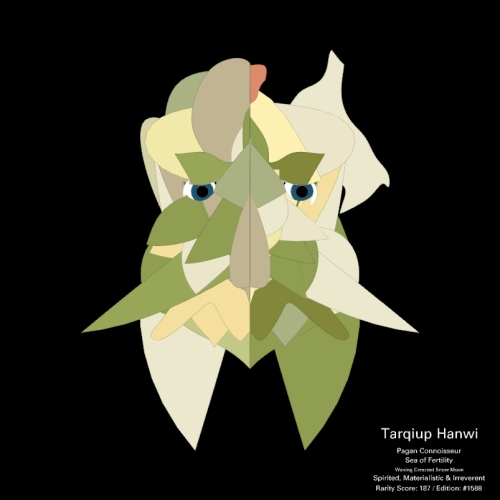 Tarqiup Hanwi
Pagan Connoisseur
Sea of Fertility
Waxing Crescent Snow Moon
Spirited, Materialistic & Irreverent
Rarity Score: 187 / Edition: #1588